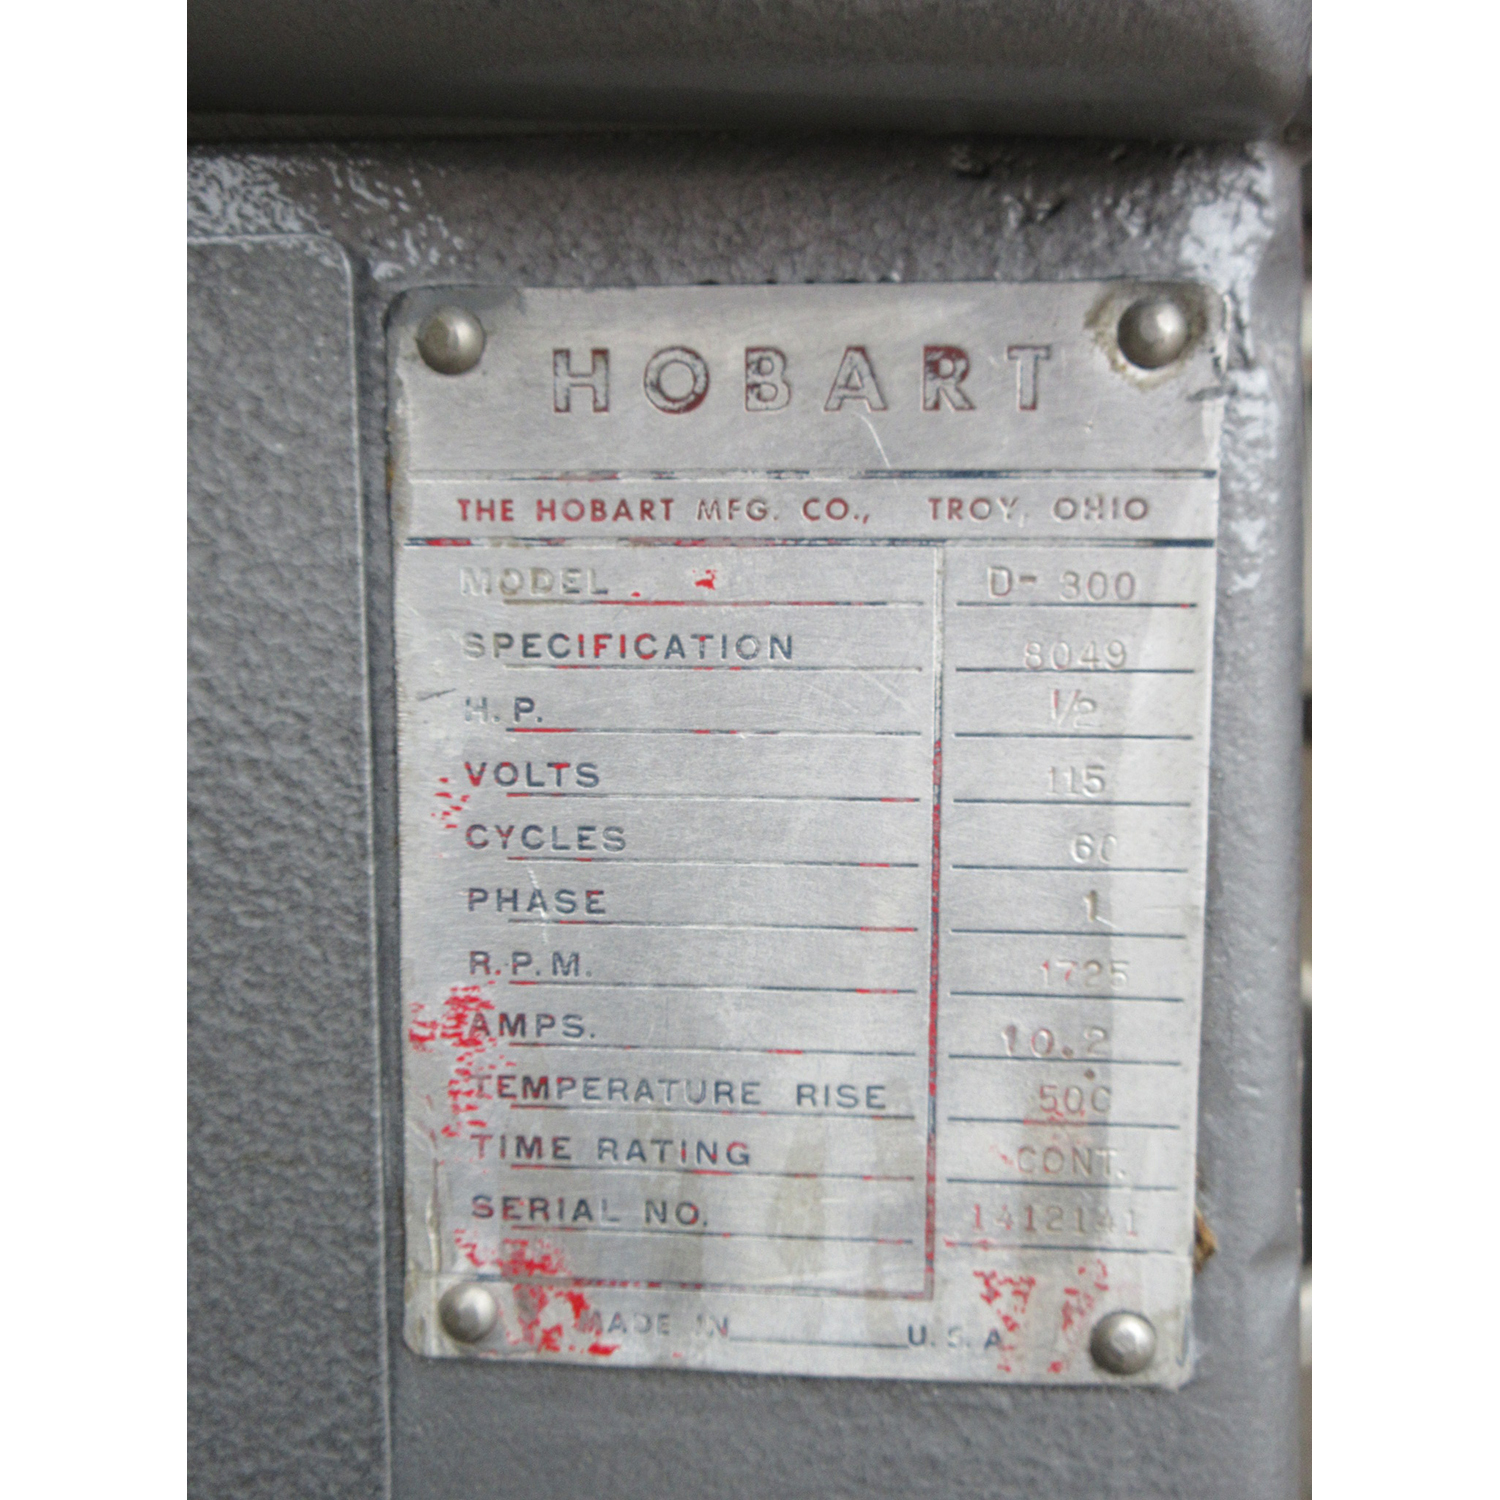 HOBART
THE HOBART MFG. CO., TROY, OHIO
MODEL D-300
SPECIFICATION 8049
H.P. 1/2
VOLTS 115
CYCLES 60
PHASE 1
R.P.M. 1725
AMPS. 10.2
TEMPERATURE RISE 50C
TIME RATING CONT.
SERIAL NO. 1412141
MADE IN U.S.A